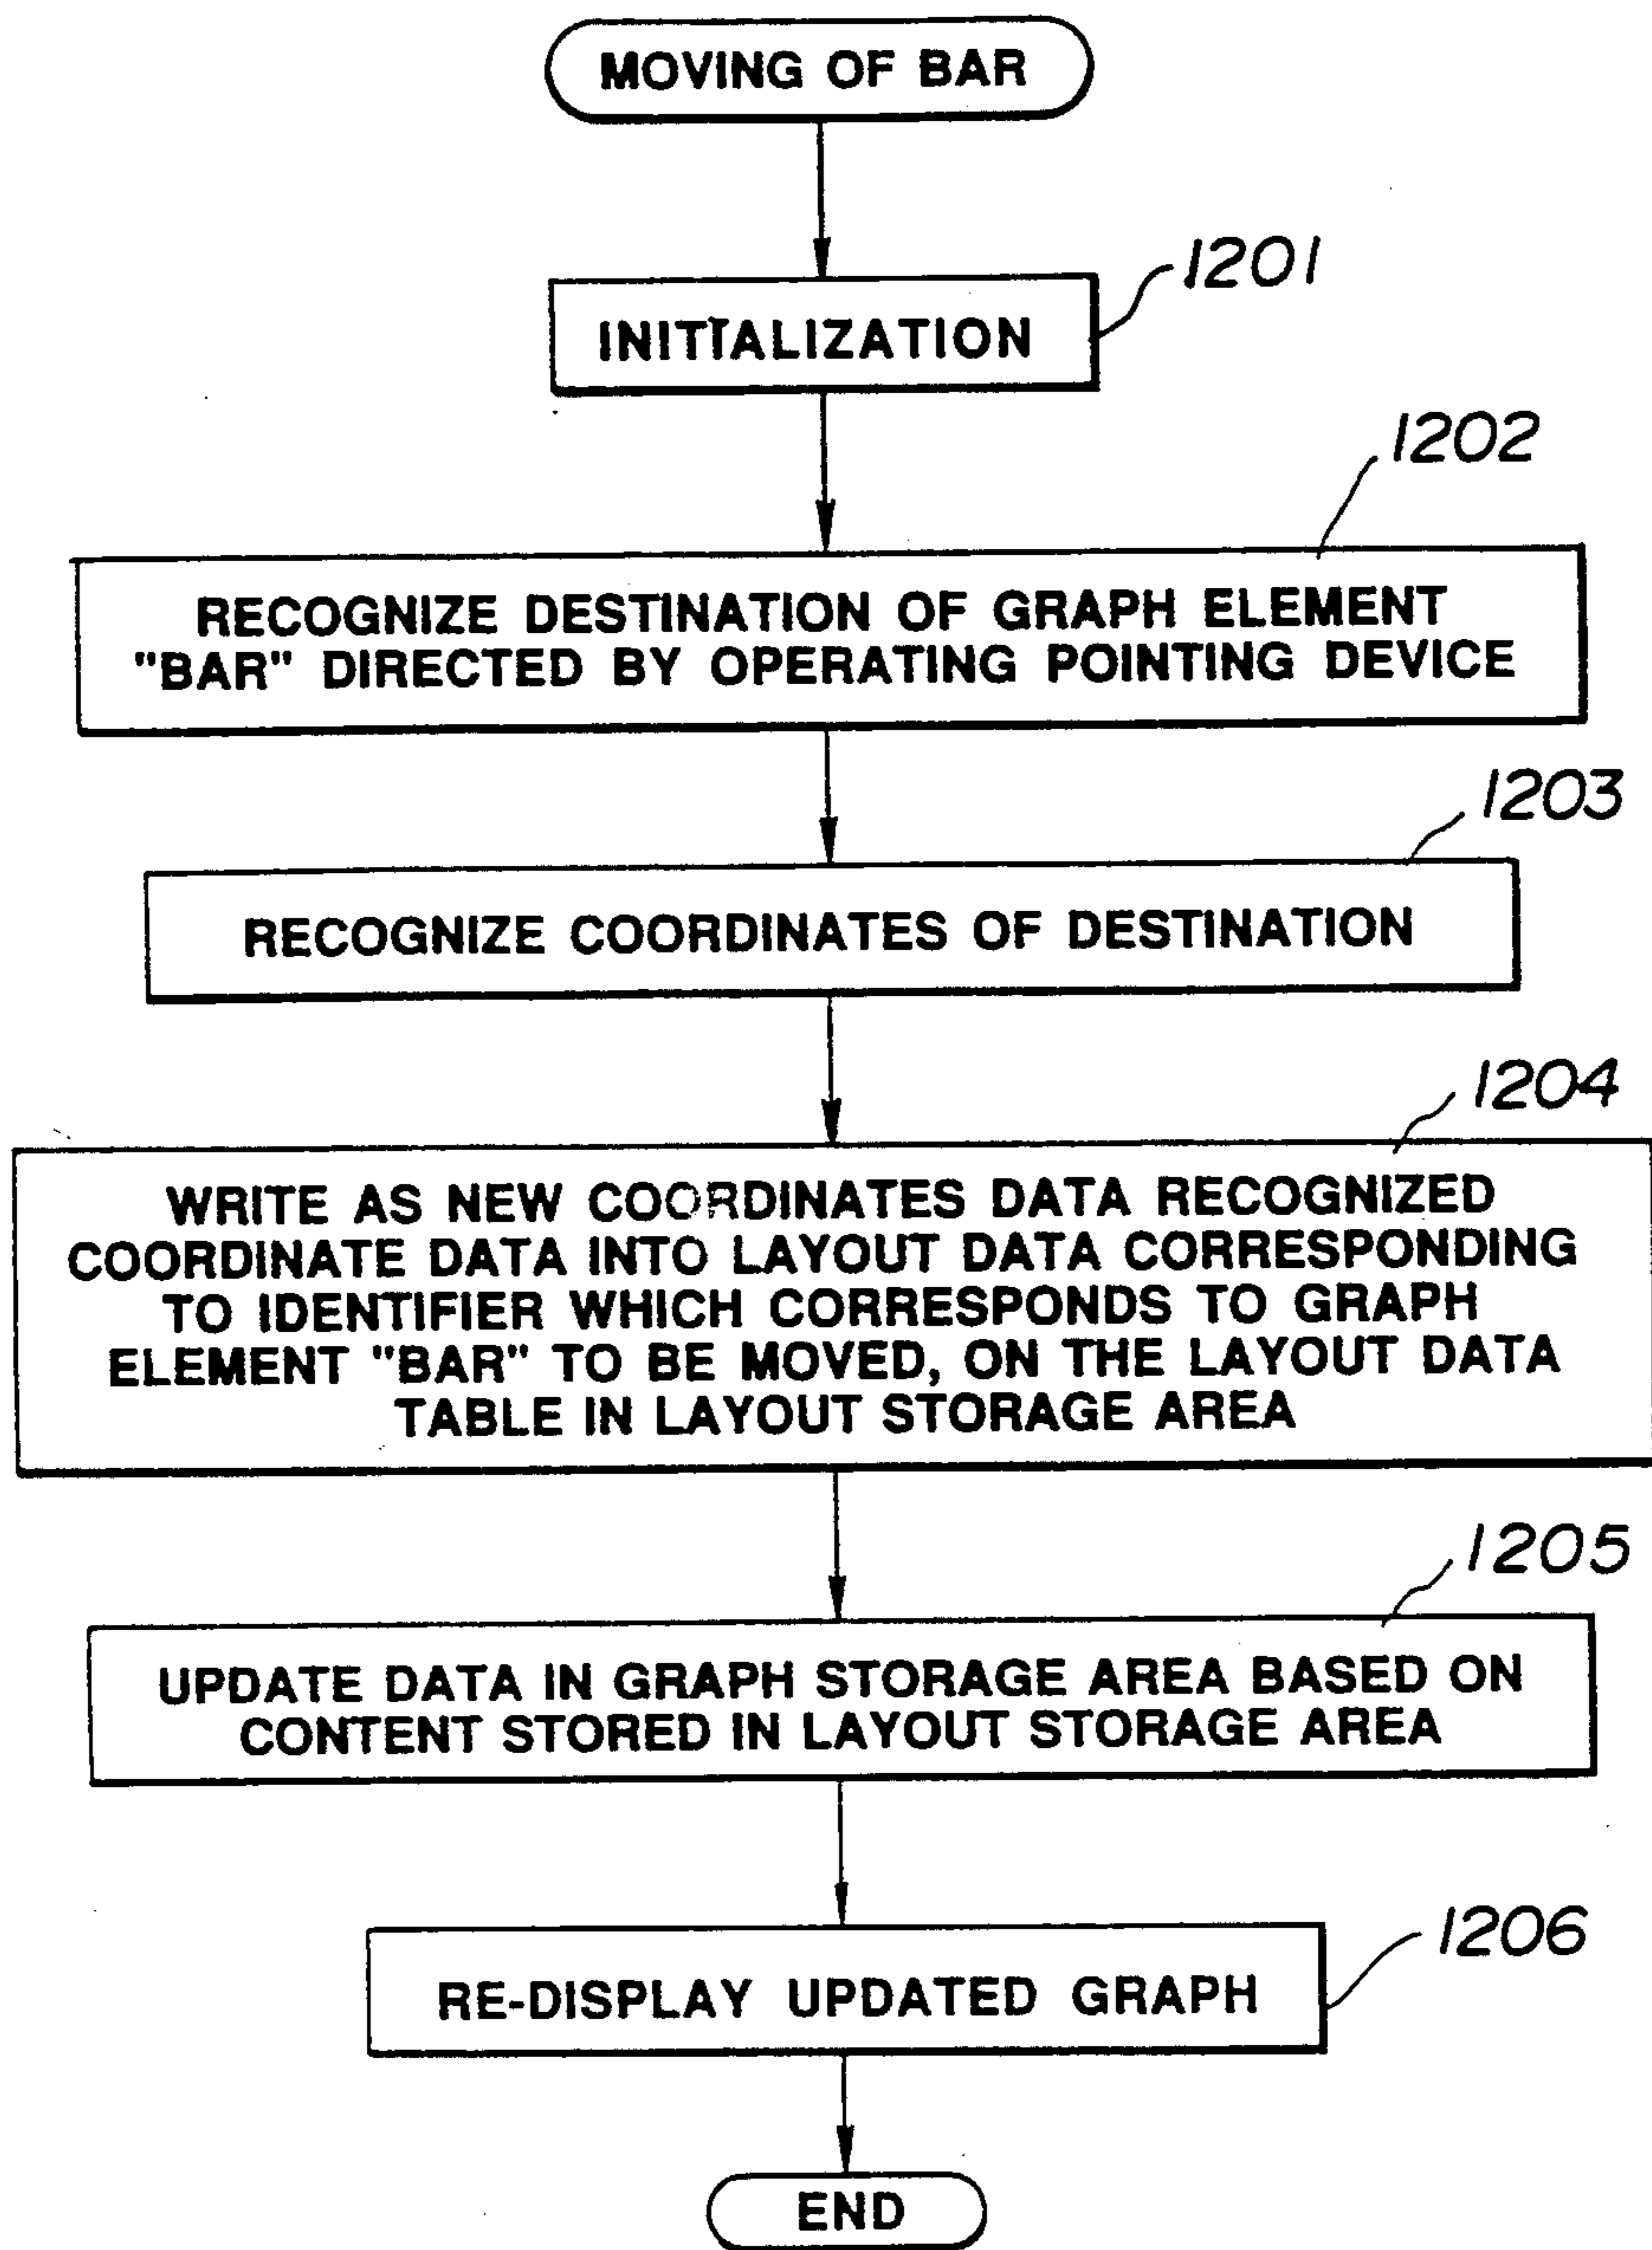 MOVING OF BAR
1201
INITIALIZATION
1202
RECOGNIZE DESTINATION OF GRAPH ELEMENT
"BAR" DIRECTED BY OPERATING POINTING DEVICE
1203
RECOGNIZE COORDINATES OF DESTINATION
1204
WRITE AS NEW COORDINATES DATA RECOGNIZED
COORDINATE DATA INTO LAYOUT DATA CORRESPONDING
TO IDENTIFIER WHICH CORRESPONDS TO GRAPH
ELEMENT "BAR" TO BE MOVED, ON THE LAYOUT DATA
TABLE IN LAYOUT STORAGE AREA
1205
UPDATE DATA IN GRAPH STORAGE AREA BASED ON
CONTENT STORED IN LAYOUT STORAGE AREA
1206
RE-DISPLAY UPDATED GRAPH
END